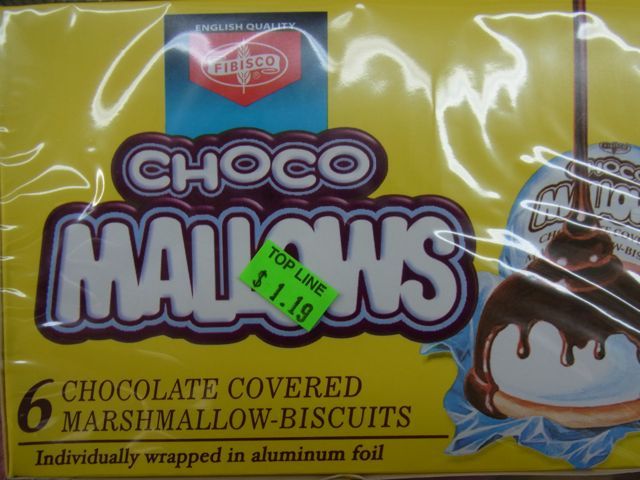 ENGLISH QUALITY
FIBISCO
CHOCO
MALLOWS
TOP LINE
$1.19
6 CHOCOLATE COVERED
MARSHMALLOW-BISCUITS
Individually wrapped in aluminum foil
CHOCO